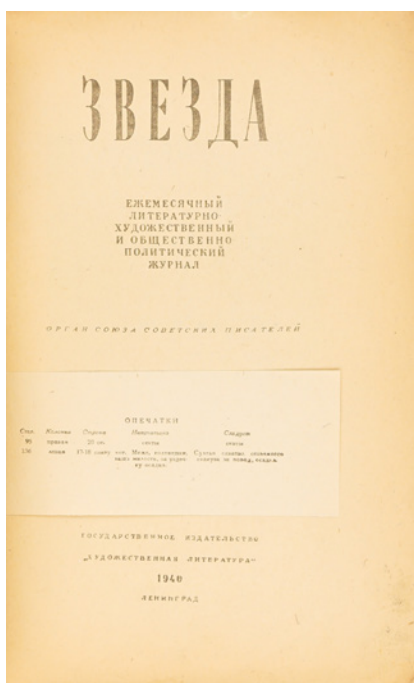 ЗВЕЗДА
ЕЖЕМЕСЯЧНЫЙ
ЛИТЕРАТУРНО-
ХУДОЖЕСТВЕННЫЙ
И ОБЩЕСТВЕННО
ПОЛИТИЧЕСКИЙ
ЖУРНАЛ
ОРГАН СОЮЗА СОВЕТСКИХ ПИСАТЕЛЕЙ
ОПЕЧАТКИ
Стр. Колонка Строка Напечатано Следует
правая
ГОСУДАРСТВЕННОЕ ИЗДАТЕЛЬСТВО
„ХУДОЖЕСТВЕННАЯ ЛИТЕРАТУРА“
1940
ЛЕНИНГРАД